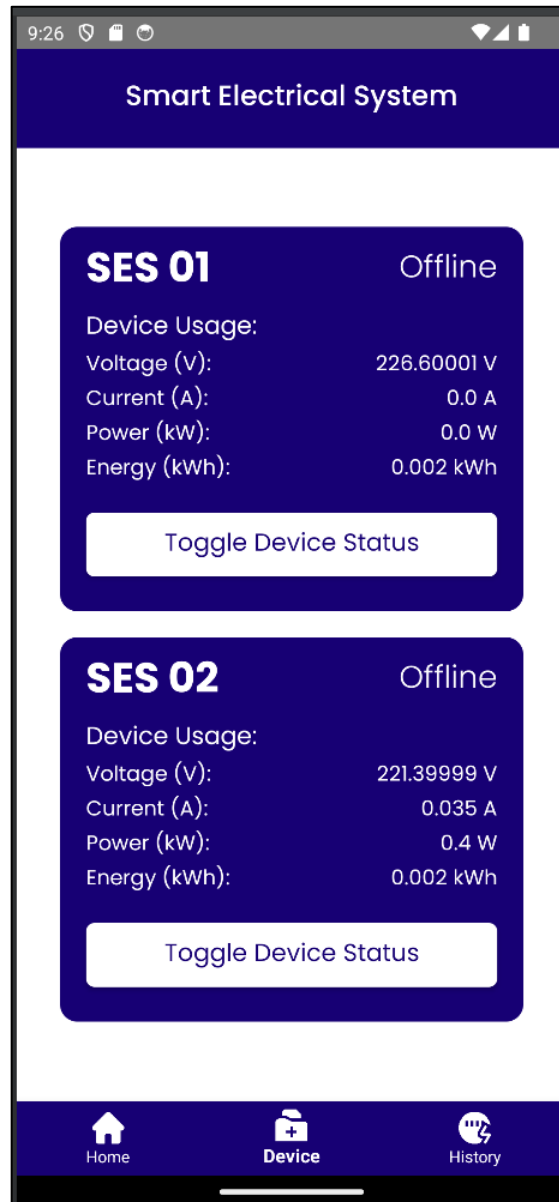 9:26
Smart Electrical System
SES 01 Offline
Device Usage:
Voltage (V): 226.60001 V
Current (A): 0.0 A
Power (kW): 0.0 W
Energy (kWh): 0.002 kWh
Toggle Device Status
SES 02 Offline
Device Usage:
Voltage (V): 221.39999 V
Current (A): 0.035 A
Power (kW): 0.4 W
Energy (kWh): 0.002 kWh
Toggle Device Status
Home Device History